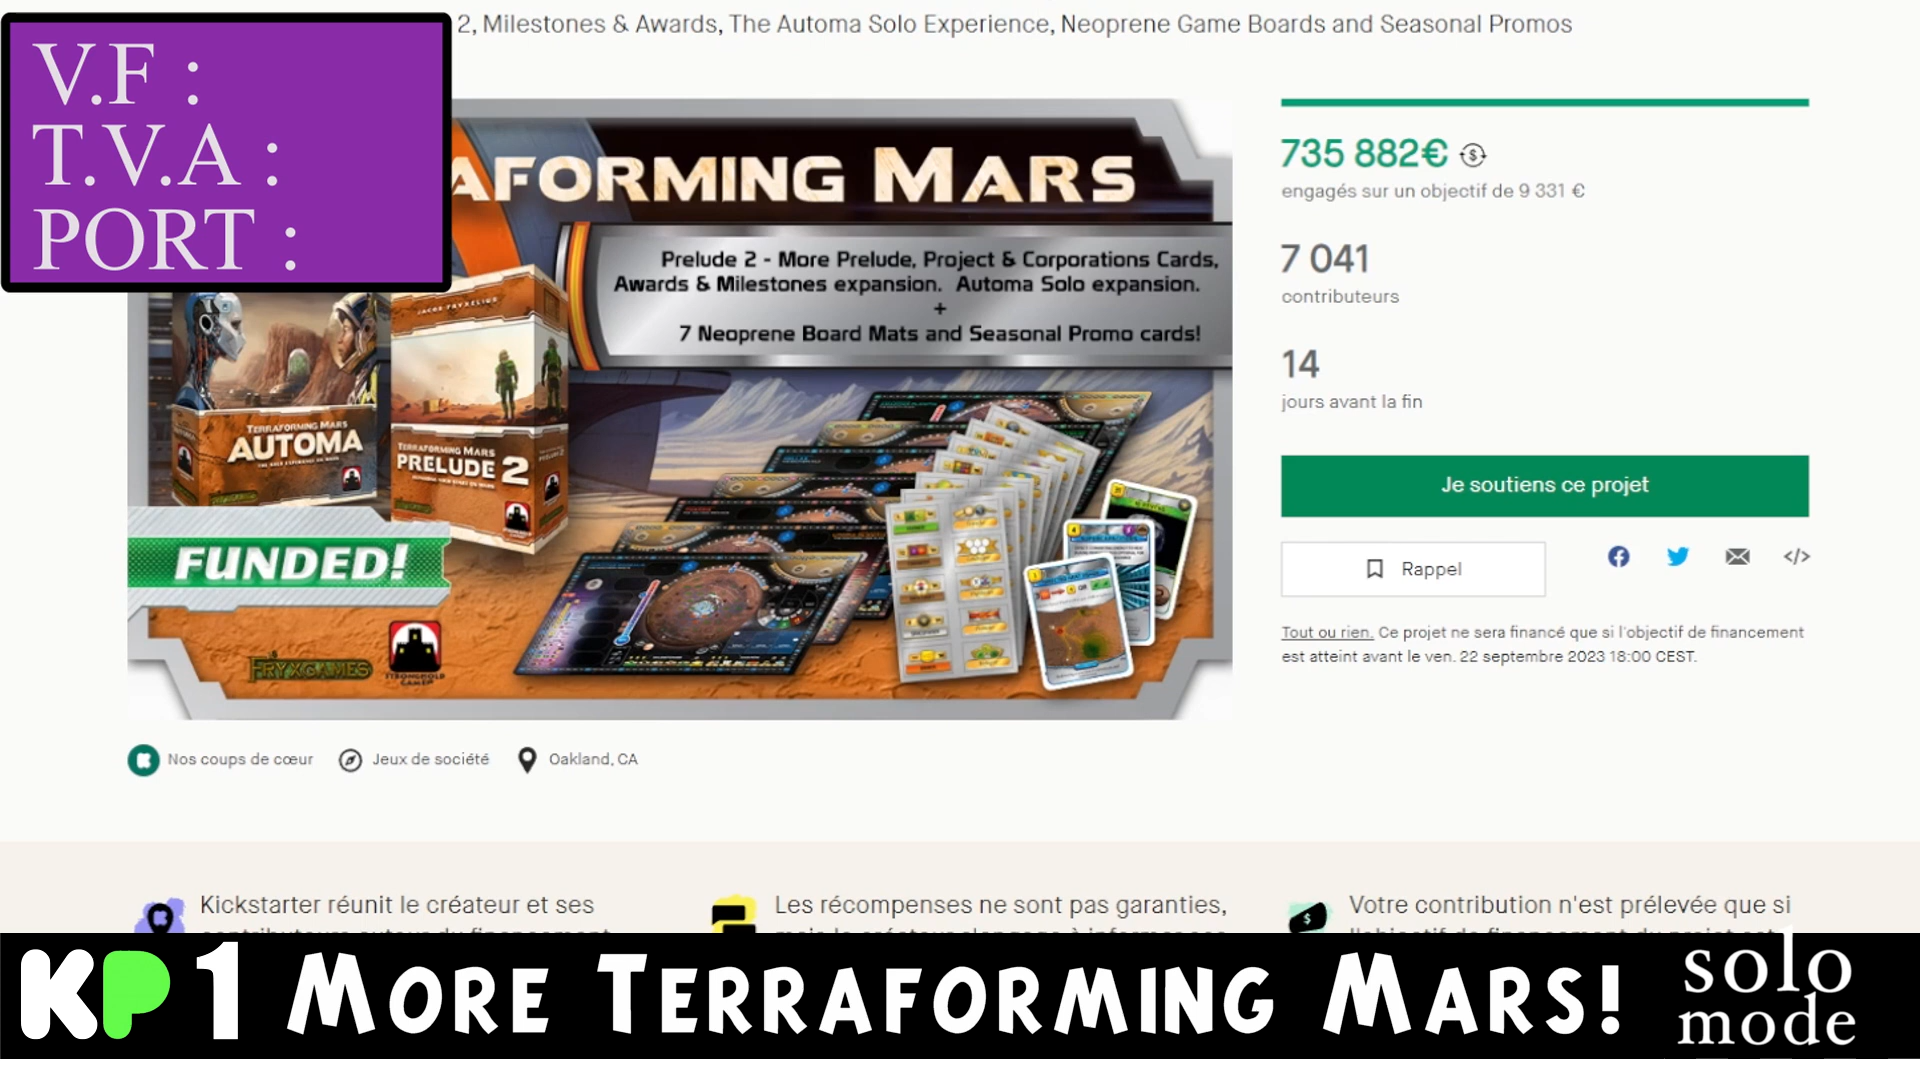 2, Milestones & Awards, The Automa Solo Experience, Neoprene Game Boards and Seasonal Promos
V.F :
T.V.A :
PORT :
AFORMING MARS
Prelude 2 - More Prelude, Project & Corporations Cards,
Awards & Milestones expansion. Automa Solo expansion.
+
7 Neoprene Board Mats and Seasonal Promo cards!
JACOB FRYXELIUS
TERRAFORMING MARS
AUTOMA
TERRAFORMING MARS
PRELUDE 2
FUNDED!
FRYXGAMES
STRONGHOLD
GAMES
735 882€
engagés sur un objectif de 9 331 €
7 041
contributeurs
14
jours avant la fin
Je soutiens ce projet
Rappel
Tout ou rien. Ce projet ne sera financé que si l'objectif de financement
est atteint avant le ven. 22 septembre 2023 18:00 CEST.
Nos coups de cœur
Jeux de société
Oakland, CA
Kickstarter réunit le créateur et ses
Les récompenses ne sont pas garanties,
Votre contribution n'est prélevée que si
KP1 MORE TERRAFORMING MARS!
solo
mode